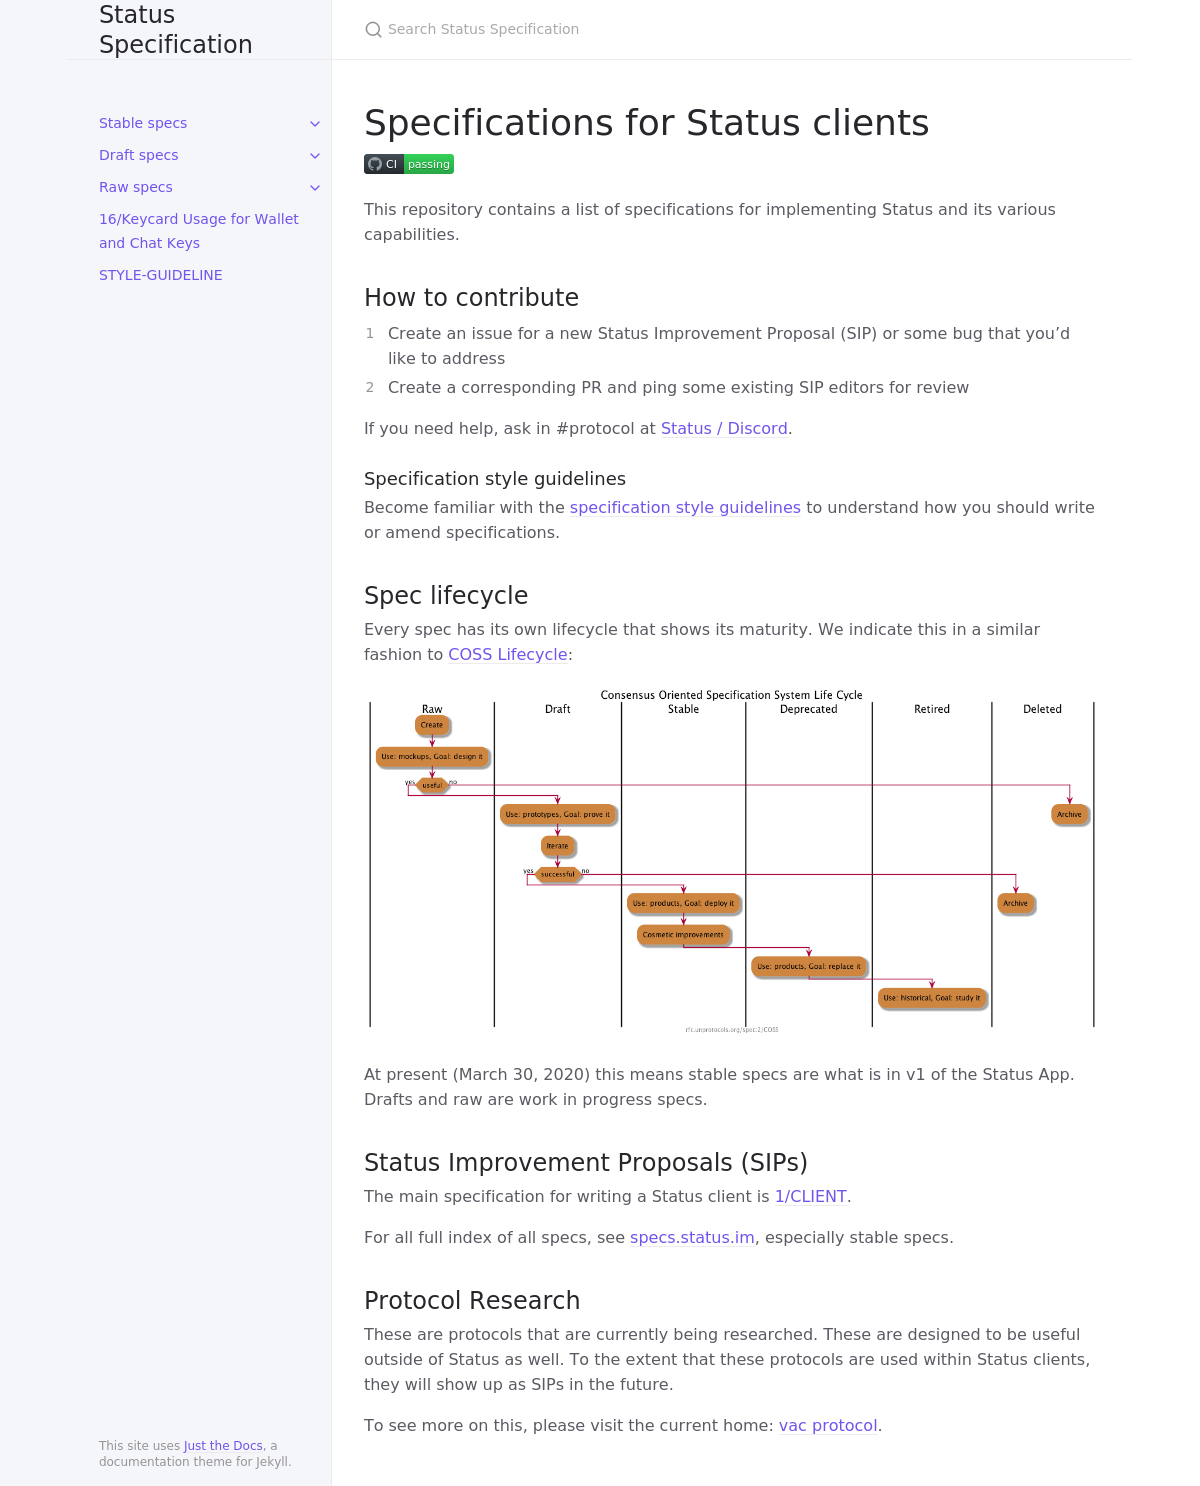 Status
Specification
Search Status Specification
Stable specs
Draft specs
Raw specs
16/Keycard Usage for Wallet
and Chat Keys
STYLE-GUIDELINE
Specifications for Status clients
CI passing
This repository contains a list of specifications for implementing Status and its various
capabilities.
How to contribute
1 Create an issue for a new Status Improvement Proposal (SIP) or some bug that you’d
like to address
2 Create a corresponding PR and ping some existing SIP editors for review
If you need help, ask in #protocol at Status / Discord.
Specification style guidelines
Become familiar with the specification style guidelines to understand how you should write
or amend specifications.
Spec lifecycle
Every spec has its own lifecycle that shows its maturity. We indicate this in a similar
fashion to COSS Lifecycle:
Consensus Oriented Specification System Life Cycle
Raw Draft Stable Deprecated Retired Deleted
Create
Use: mockups, Goal: design it
yes useful no
Use: prototypes, Goal: prove it Archive
Iterate
yes successful no
Use: products, Goal: deploy it Archive
Cosmetic improvements
Use: products, Goal: replace it
Use: historical, Goal: study it
rfc.unprotocols.org/spec:2/COSS
At present (March 30, 2020) this means stable specs are what is in v1 of the Status App.
Drafts and raw are work in progress specs.
Status Improvement Proposals (SIPs)
The main specification for writing a Status client is 1/CLIENT.
For all full index of all specs, see specs.status.im, especially stable specs.
Protocol Research
These are protocols that are currently being researched. These are designed to be useful
outside of Status as well. To the extent that these protocols are used within Status clients,
they will show up as SIPs in the future.
To see more on this, please visit the current home: vac protocol.
This site uses Just the Docs, a
documentation theme for Jekyll.